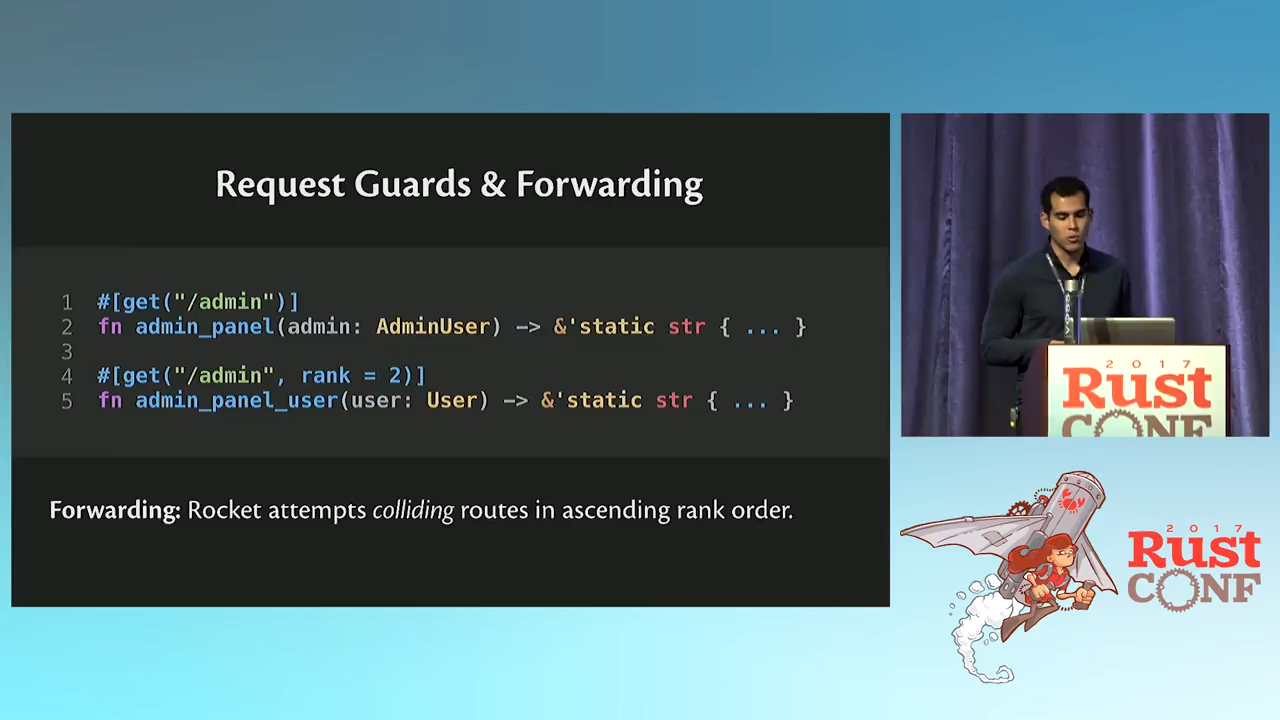 Request Guards & Forwarding
1 #[get("/admin")]
2 fn admin_panel(admin: AdminUser) -> &'static str { ... }
3
4 #[get("/admin", rank = 2)]
5 fn admin_panel_user(user: User) -> &'static str { ... }
Forwarding: Rocket attempts colliding routes in ascending rank order.
2017
Rust
CONF
2017
Rust
CONF